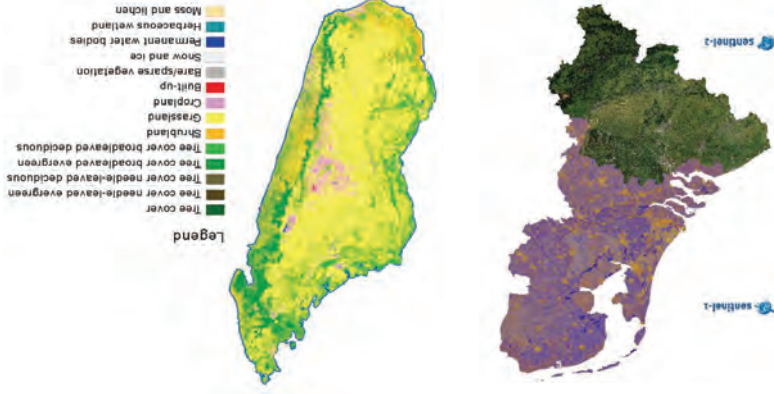 sentinel-1
sentinel-2
Legend
Tree cover
Tree cover needle-leaved evergreen
Tree cover needle-leave deciduous
Tree cover broadleaved evergreen
Tree cover broadleaved deciduous
Shrubland
Grassland
Cropland
Built-up
Bare/sparse vegetation
Snow and ice
Permanent water bodies
Herbaceous wetland
Moss and lichen